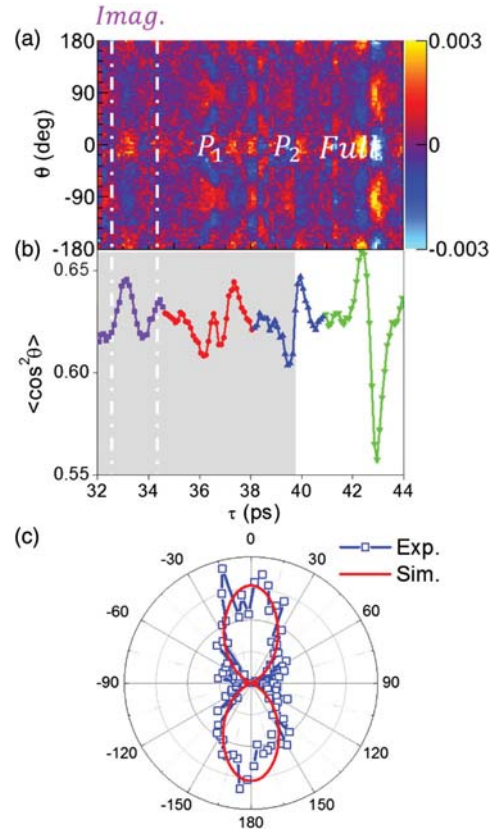 Imag.
(a)
180
90
0
-90
-180
θ (deg)
P₁ P₂ Full
0.003
0
-0.003
(b)
0.65
0.60
0.55
<cos²θ>
32 34 36 38 40 42 44
τ (ps)
(c)
Exp.
Sim.
-30 0 30
-60 60
-90 90
-120 120
-150 180 150